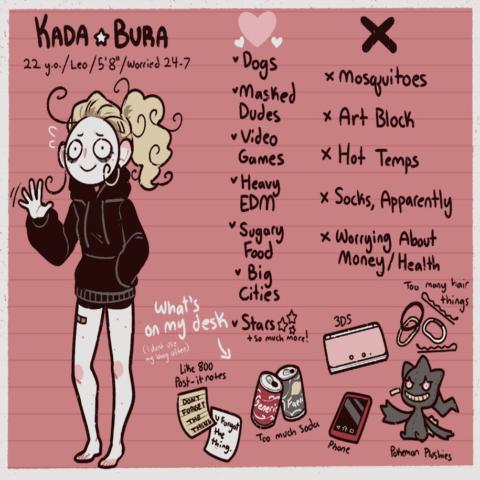 KADA ☆ BURA
22 y.o./Leo/5'8"/Worried 24-7
Dogs
Masked
Dudes
Video
Games
Heavy
EDM
Sugary
Food
Big
Cities
Stars
+ so much more!
x Mosquitoes
x Art Block
x Hot Temps
x Socks, Apparently
x Worrying About
Money/Health
What's
on my desk
(I dont use
my bag often)
Like 800
Post-it notes
DON'T
FORGET
THE
THING
U forgot
the
thing.
Generic
Too much Soda
3DS
Phone
Too many hair
things
Pokemon Plushies